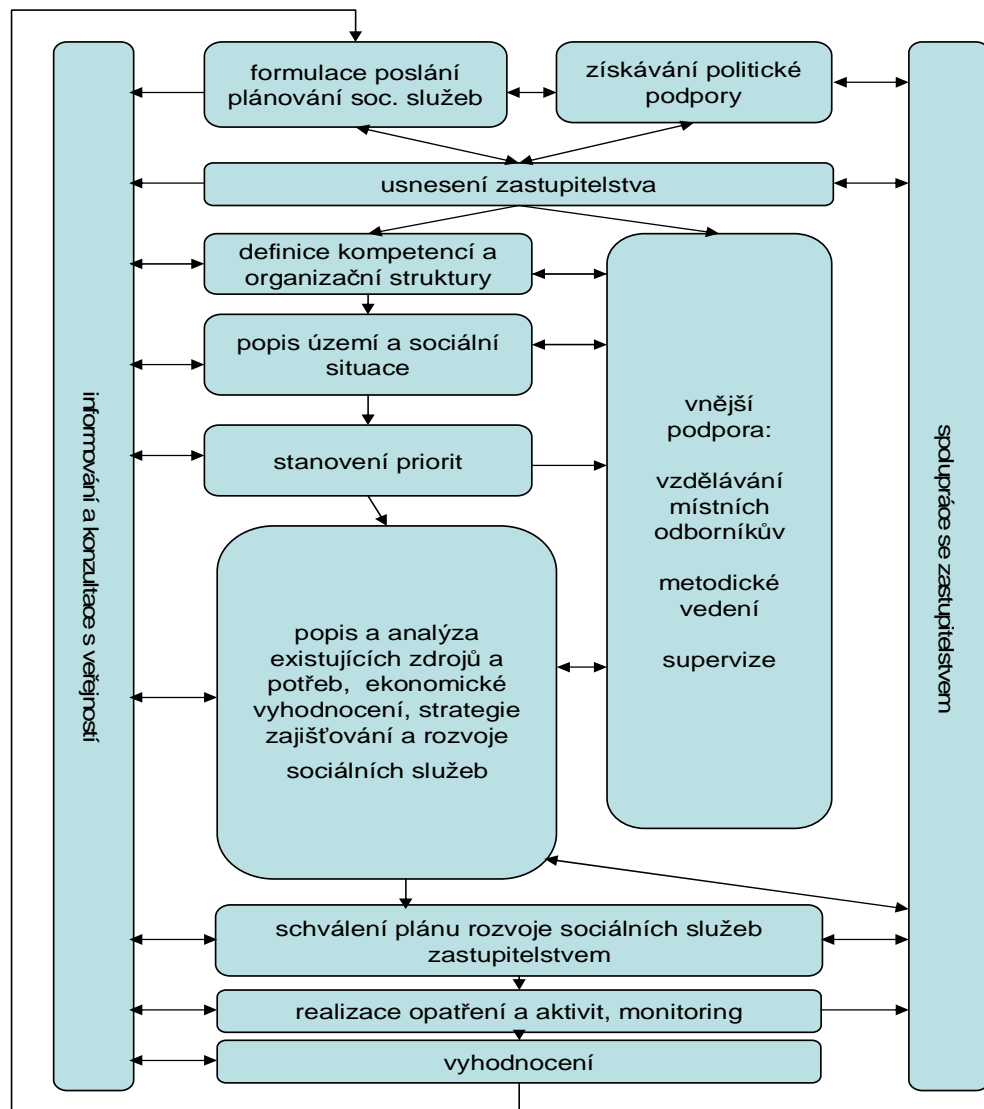 formulace poslání
plánování soc. služeb
získávání politické
podpory
usnesení zastupitelstva
definice kompetencí a
organizační struktury
popis území a sociální
situace
stanovení priorit
vnější
podpora:
vzdělávání
místních
odborníkův
metodické
vedení
supervize
popis a analýza
existujících zdrojů a
potřeb, ekonomické
vyhodnocení, strategie
zajišťování a rozvoje
sociálních služeb
schválení plánu rozvoje sociálních služeb
zastupitelstvem
realizace opatření a aktivit, monitoring
vyhodnocení
informování a konzultace s veřejností
spolupráce se zastupitelstvem